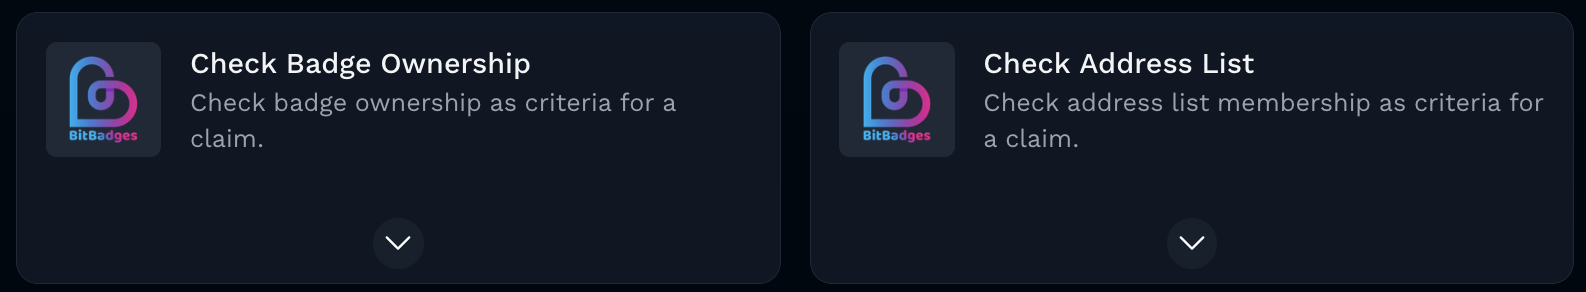 Check Badge Ownership
Check badge ownership as criteria for a
claim.
BitBadges
Check Address List
Check address list membership as criteria for
a claim.
BitBadges